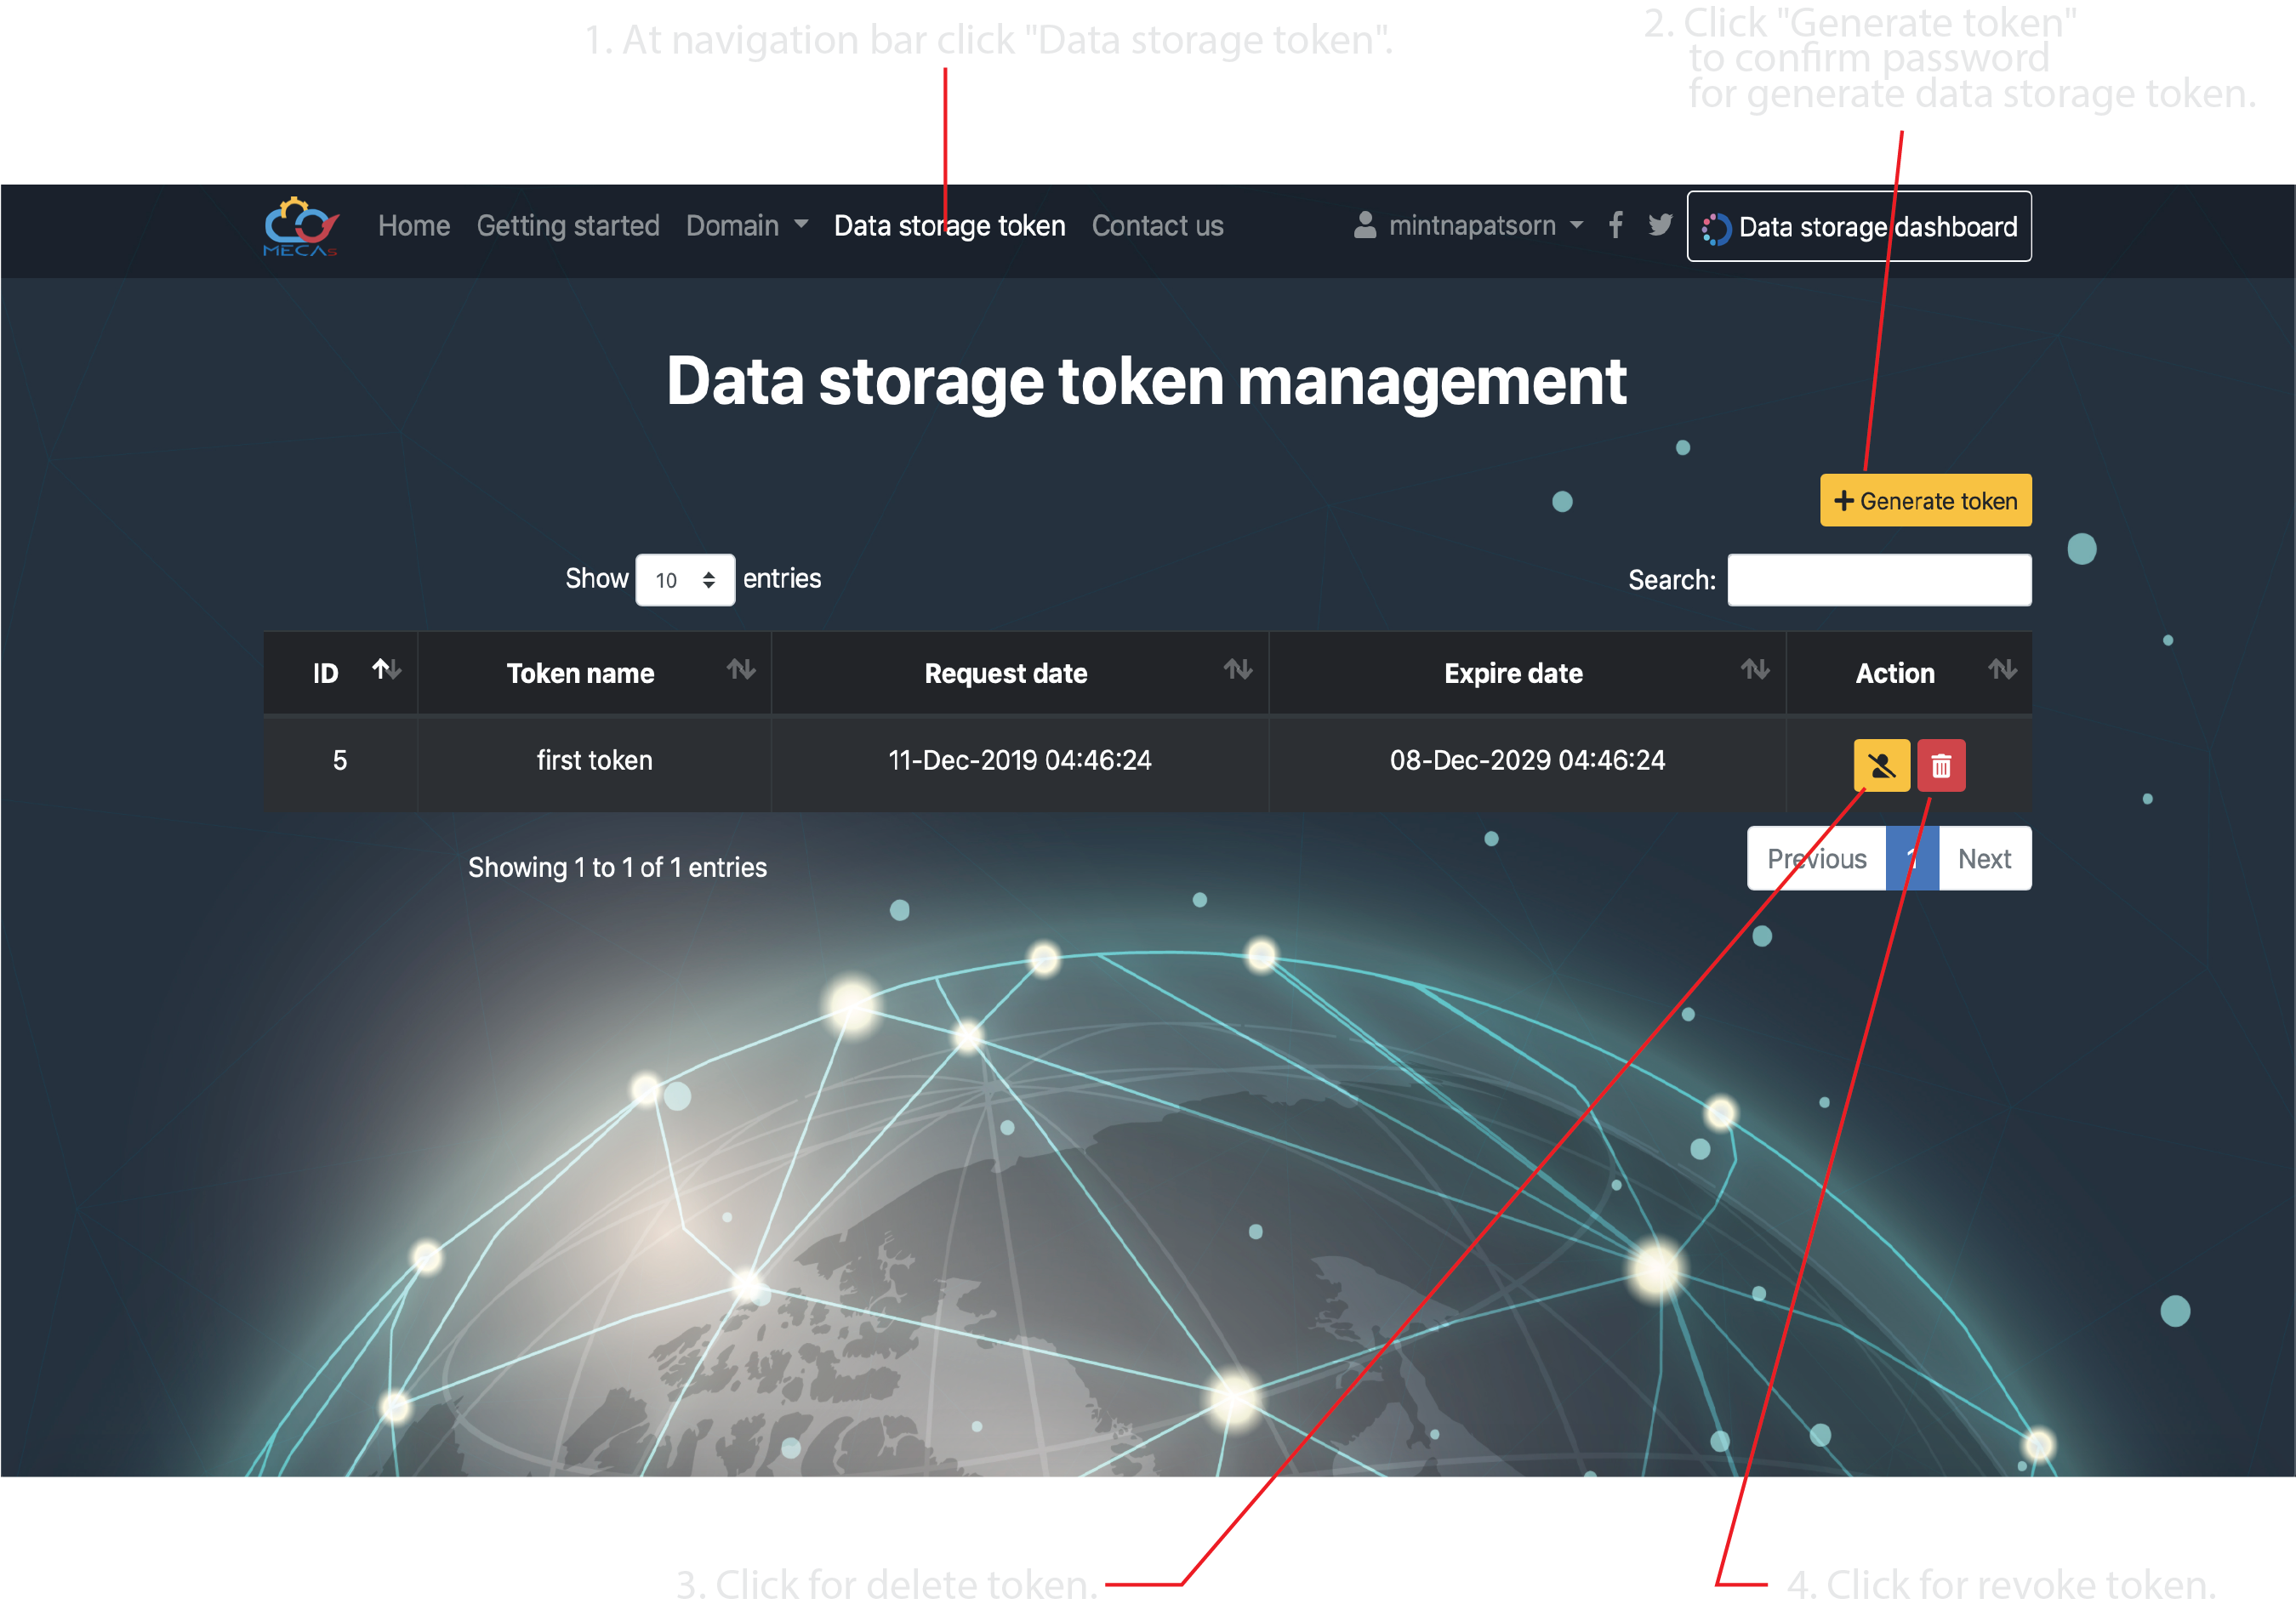 1. At navigation bar click "Data storage token".
2. Click "Generate token"
to confirm password
for generate data storage token.
MECAs
Home Getting started Domain Data storage token Contact us mintnapatsorn Data storage dashboard
Data storage token management
Generate token
Show 10 entries Search:
ID Token name Request date Expire date Action
5 first token 11-Dec-2019 04:46:24 08-Dec-2029 04:46:24
Showing 1 to 1 of 1 entries Previous 1 Next
3. Click for delete token. 4. Click for revoke token.